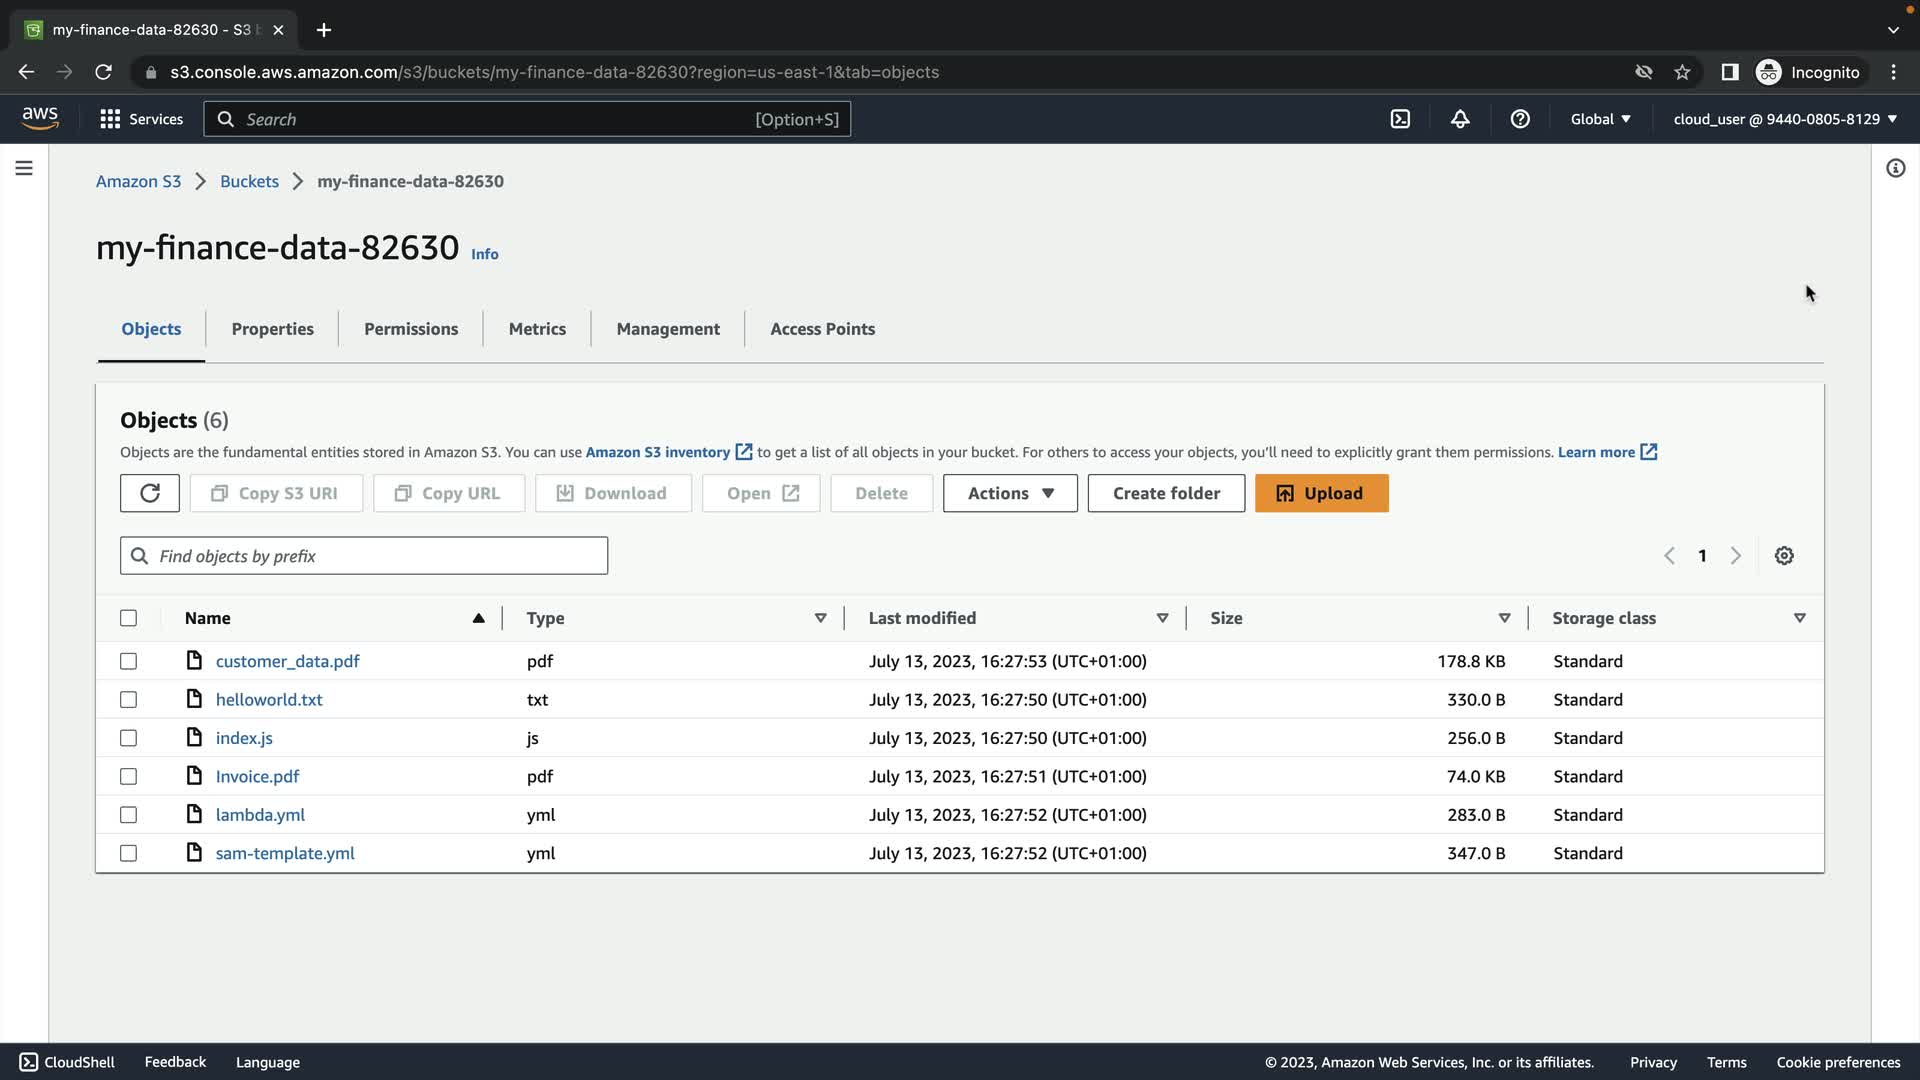 my-finance-data-82630 - S3 b
s3.console.aws.amazon.com/s3/buckets/my-finance-data-82630?region=us-east-1&tab=objects
Incognito
aws
Services
Search
[Option+S]
Global
cloud_user @ 9440-0805-8129
Amazon S3 > Buckets > my-finance-data-82630
my-finance-data-82630 Info
Objects Properties Permissions Metrics Management Access Points
Objects (6)
Objects are the fundamental entities stored in Amazon S3. You can use Amazon S3 inventory to get a list of all objects in your bucket. For others to access your objects, you'll need to explicitly grant them permissions. Learn more
Copy S3 URI Copy URL Download Open Delete Actions Create folder Upload
Find objects by prefix
1
Name Type Last modified Size Storage class
customer_data.pdf pdf July 13, 2023, 16:27:53 (UTC+01:00) 178.8 KB Standard
helloworld.txt txt July 13, 2023, 16:27:50 (UTC+01:00) 330.0 B Standard
index.js js July 13, 2023, 16:27:50 (UTC+01:00) 256.0 B Standard
Invoice.pdf pdf July 13, 2023, 16:27:51 (UTC+01:00) 74.0 KB Standard
lambda.yml yml July 13, 2023, 16:27:52 (UTC+01:00) 283.0 B Standard
sam-template.yml yml July 13, 2023, 16:27:52 (UTC+01:00) 347.0 B Standard
CloudShell Feedback Language © 2023, Amazon Web Services, Inc. or its affiliates. Privacy Terms Cookie preferences